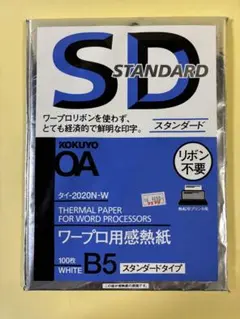 SD
STANDARD
ワープロリボンを使わず、
とても経済的で鮮明な印字。
スタンダード
KOKUYO
OA
リボン
不要
タイ-2020N-W
THERMAL PAPER
FOR WORD PROCESSORS
ワープロ用感熱紙
100枚
WHITE B5 スタンダードタイプ